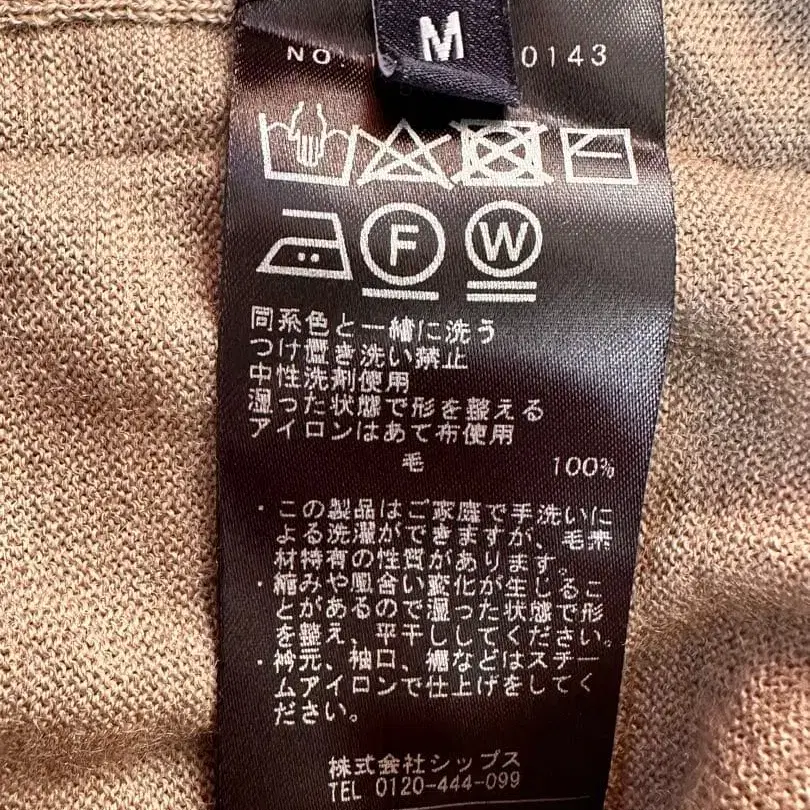 M
NO. 0143
F
W
同系色と一緒に洗う
つけ置き洗い禁止
中性洗剤使用
湿った状態で形を整える
アイロンはあて布使用
毛 100%
・この製品はご家庭で手洗いに
よる洗濯ができますが、毛素
材特有の性質があります。
・縮みや風合い変化が生じるこ
とがあるので湿った状態で形
を整え、平干ししてください。
・衿元、袖口、裾などはスチー
ムアイロンで仕上げをしてく
ださい。
株式会社シップス
TEL 0120-444-099